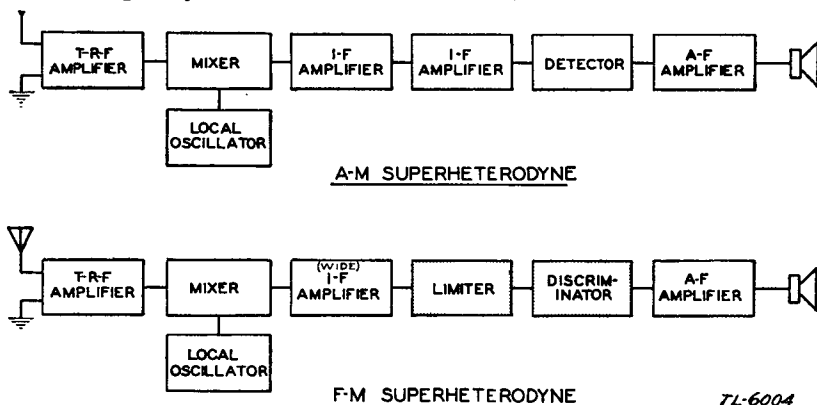 T-R-F
AMPLIFIER
MIXER
I-F
AMPLIFIER
I-F
AMPLIFIER
DETECTOR
A-F
AMPLIFIER
LOCAL
OSCILLATOR
A-M SUPERHETERODYNE
T-R-F
AMPLIFIER
MIXER
(WIDE)
I-F
AMPLIFIER
LIMITER
DISCRIM-
INATOR
A-F
AMPLIFIER
LOCAL
OSCILLATOR
F-M SUPERHETERODYNE
TL-6004